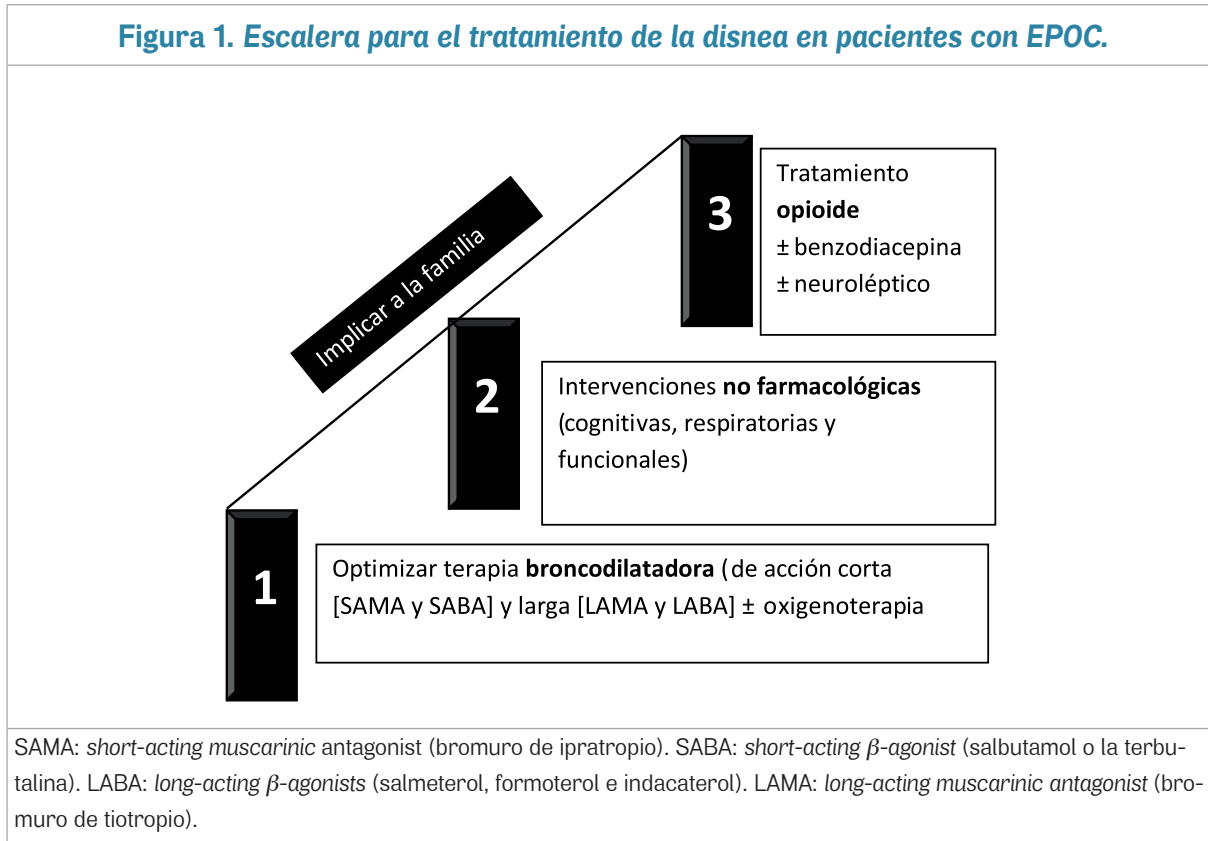 Figura 1. Escalera para el tratamiento de la disnea en pacientes con EPOC.
3
Tratamiento
opioide
± benzodiacepina
± neuroléptico
Implicar a la familia
2
Intervenciones no farmacológicas
(cognitivas, respiratorias y
funcionales)
1
Optimizar terapia broncodilatadora (de acción corta
[SAMA y SABA] y larga [LAMA y LABA] ± oxigenoterapia
SAMA: short-acting muscarinic antagonist (bromuro de ipratropio). SABA: short-acting β-agonist (salbutamol o la terbu-
talina). LABA: long-acting β-agonists (salmeterol, formoterol e indacaterol). LAMA: long-acting muscarinic antagonist (bro-
muro de tiotropio).